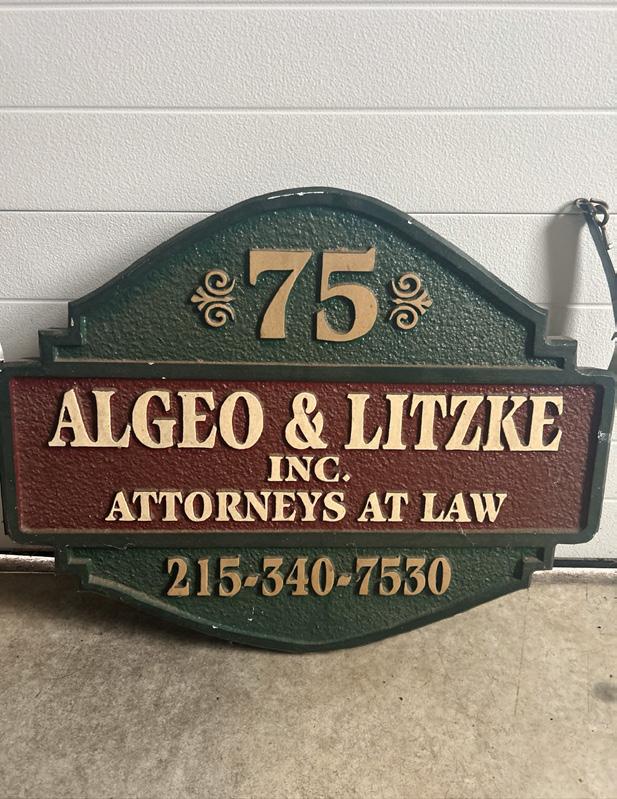 75
ALGEO & LITZKE
INC.
ATTORNEYS AT LAW
215-340-7530